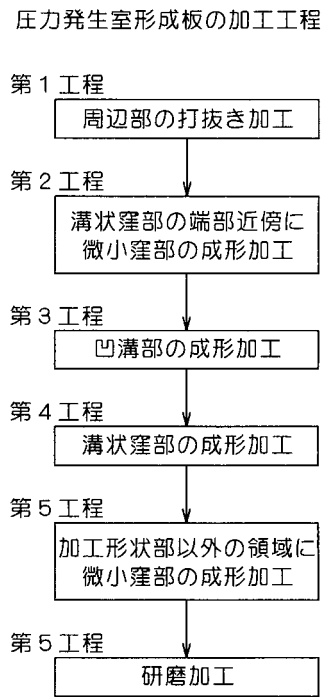 圧力発生室形成板の加工工程
第1工程
周辺部の打抜き加工
第2工程
溝状窪部の端部近傍に
微小窪部の成形加工
第3工程
凹溝部の成形加工
第4工程
溝状窪部の成形加工
第5工程
加工形状部以外の領域に
微小窪部の成形加工
第5工程
研磨加工